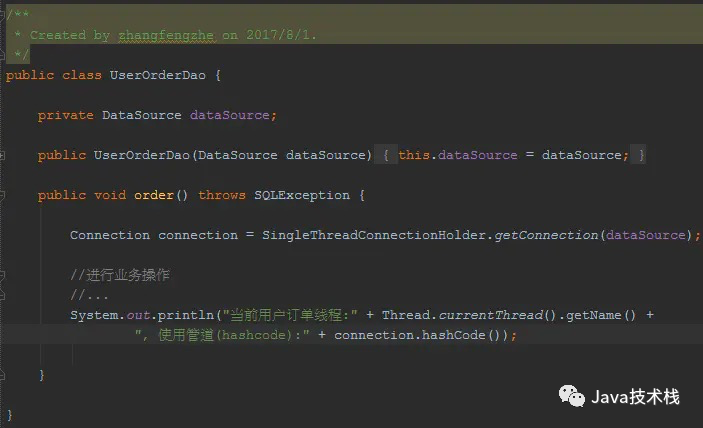 /**
 * Created by zhangfengzhe on 2017/8/1.
 */
public class UserOrderDao {
    private DataSource dataSource;
    public UserOrderDao(DataSource dataSource) { this.dataSource = dataSource; }
    public void order() throws SQLException {
        Connection connection = SingleThreadConnectionHolder.getConnection(dataSource);
        //进行业务操作
        //...
        System.out.println("当前用户订单线程:" + Thread.currentThread().getName() +
                ", 使用管道(hashcode):" + connection.hashCode());
    }
}
Java技术栈